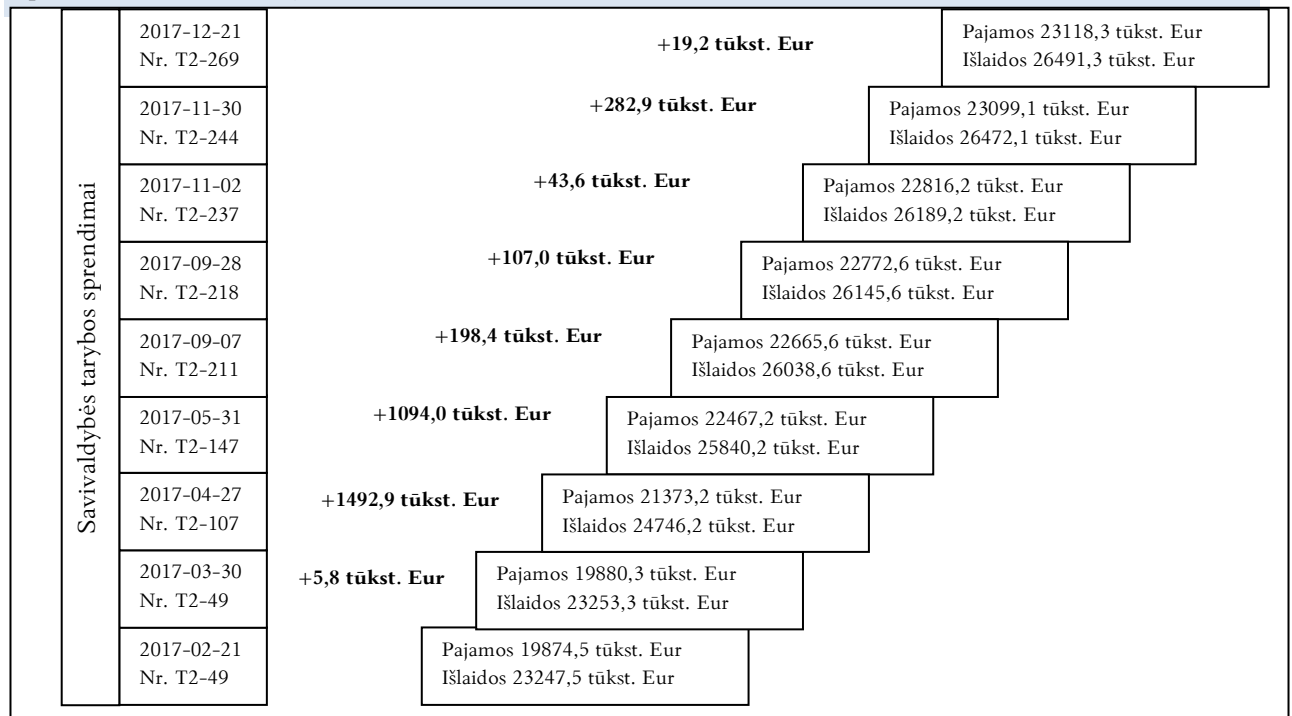 Savivaldybės tarybos sprendimai
2017-12-21
Nr. T2-269
+19,2 tūkst. Eur
Pajamos 23118,3 tūkst. Eur
Išlaidos 26491,3 tūkst. Eur
2017-11-30
Nr. T2-244
+282,9 tūkst. Eur
Pajamos 23099,1 tūkst. Eur
Išlaidos 26472,1 tūkst. Eur
2017-11-02
Nr. T2-237
+43,6 tūkst. Eur
Pajamos 22816,2 tūkst. Eur
Išlaidos 26189,2 tūkst. Eur
2017-09-28
Nr. T2-218
+107,0 tūkst. Eur
Pajamos 22772,6 tūkst. Eur
Išlaidos 26145,6 tūkst. Eur
2017-09-07
Nr. T2-211
+198,4 tūkst. Eur
Pajamos 22665,6 tūkst. Eur
Išlaidos 26038,6 tūkst. Eur
2017-05-31
Nr. T2-147
+1094,0 tūkst. Eur
Pajamos 22467,2 tūkst. Eur
Išlaidos 25840,2 tūkst. Eur
2017-04-27
Nr. T2-107
+1492,9 tūkst. Eur
Pajamos 21373,2 tūkst. Eur
Išlaidos 24746,2 tūkst. Eur
2017-03-30
Nr. T2-49
+5,8 tūkst. Eur
Pajamos 19880,3 tūkst. Eur
Išlaidos 23253,3 tūkst. Eur
2017-02-21
Nr. T2-49
Pajamos 19874,5 tūkst. Eur
Išlaidos 23247,5 tūkst. Eur